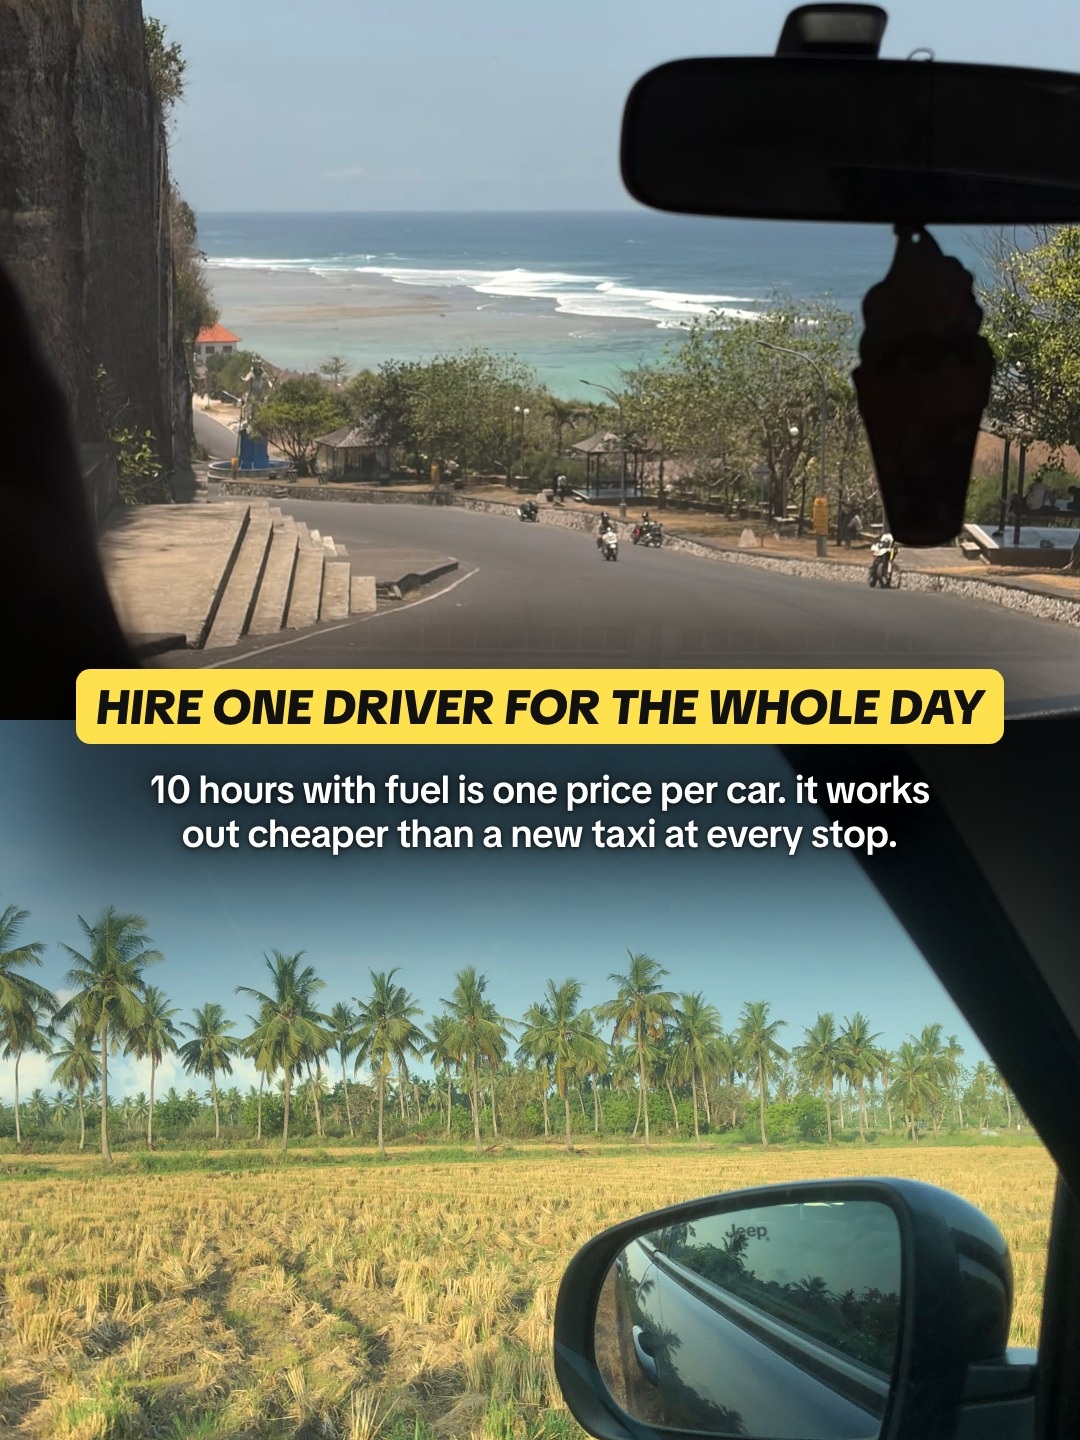 HIRE ONE DRIVER FOR THE WHOLE DAY
10 hours with fuel is one price per car. it works
out cheaper than a new taxi at every stop.
Jeep